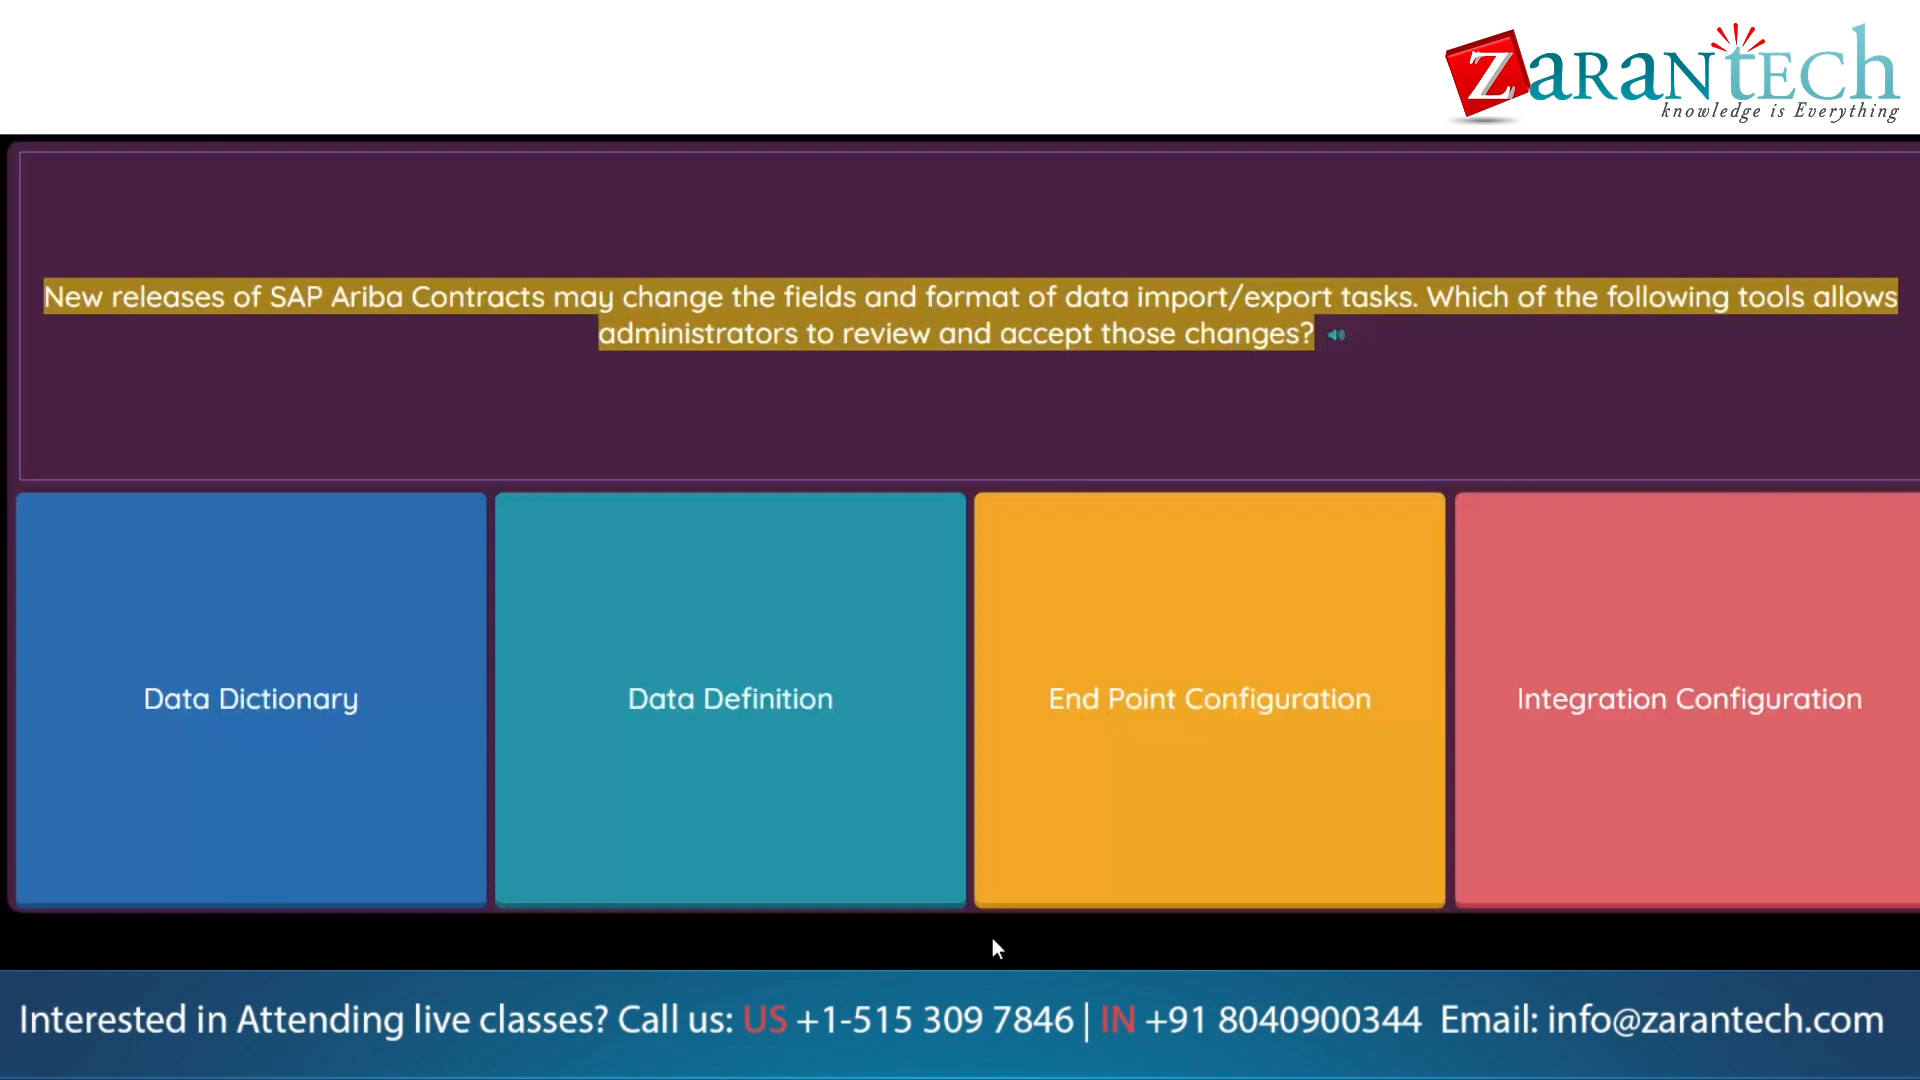 ZARANTECH
knowledge is Everything
New releases of SAP Ariba Contracts may change the fields and format of data import/export tasks. Which of the following tools allows
administrators to review and accept those changes?
Data Dictionary
Data Definition
End Point Configuration
Integration Configuration
Interested in Attending live classes? Call us: US +1-515 309 7846 | IN +91 8040900344 Email: info@zarantech.com